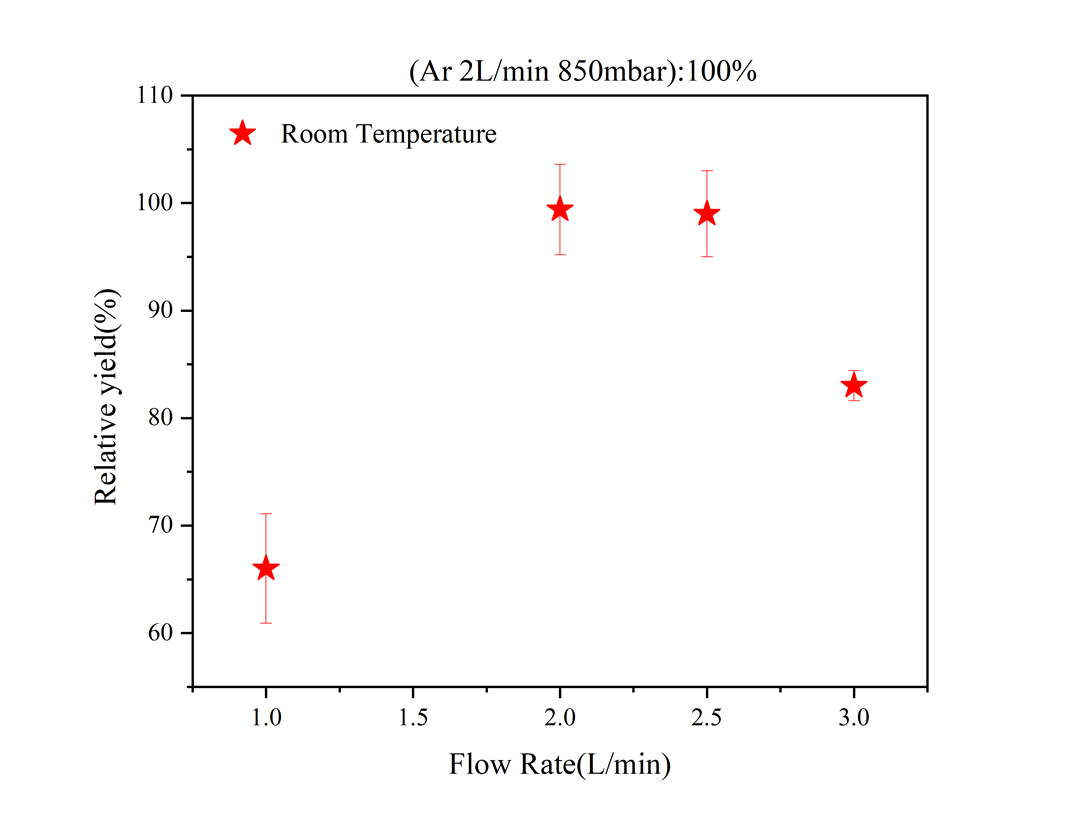 (Ar 2L/min 850mbar):100%
Room Temperature
110
100
90
80
70
60
Relative yield(%)
1.0 1.5 2.0 2.5 3.0
Flow Rate(L/min)